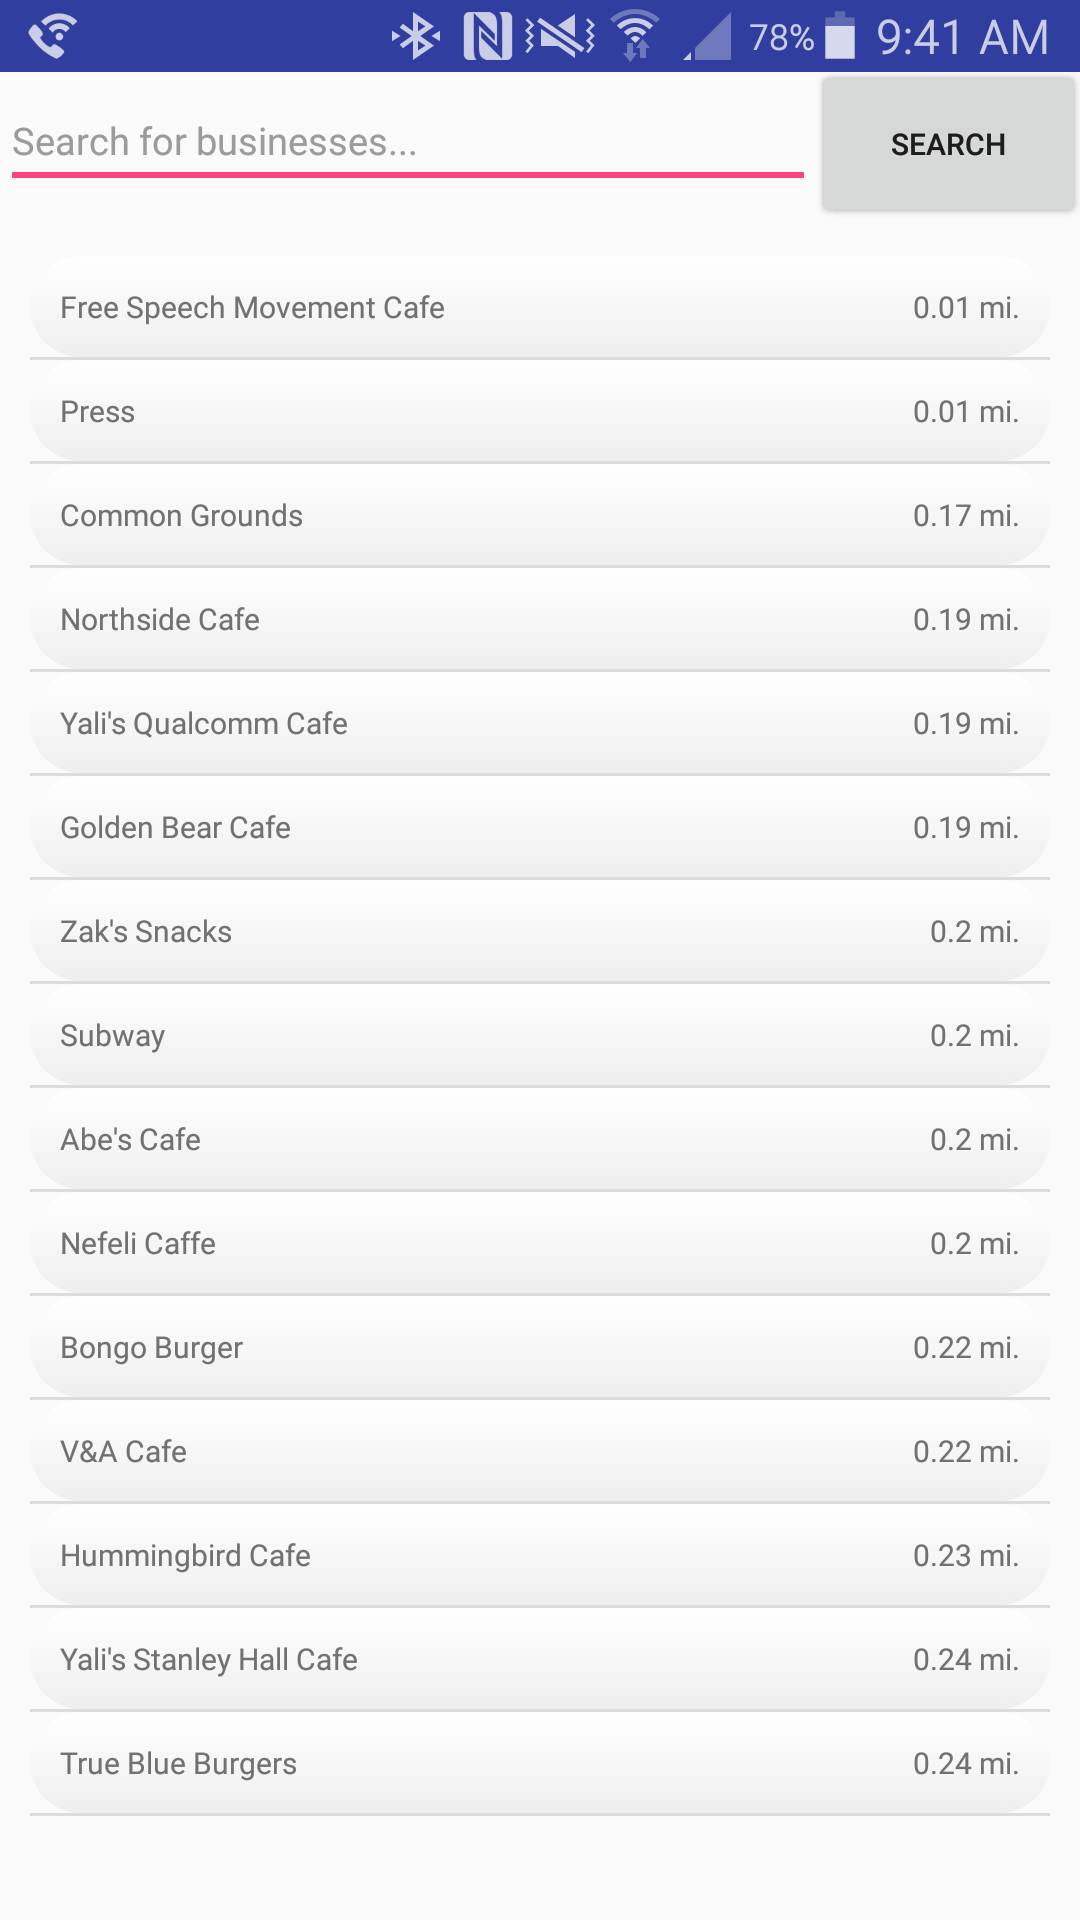 78% 9:41 AM
Search for businesses... SEARCH
Free Speech Movement Cafe 0.01 mi.
Press 0.01 mi.
Common Grounds 0.17 mi.
Northside Cafe 0.19 mi.
Yali's Qualcomm Cafe 0.19 mi.
Golden Bear Cafe 0.19 mi.
Zak's Snacks 0.2 mi.
Subway 0.2 mi.
Abe's Cafe 0.2 mi.
Nefeli Caffe 0.2 mi.
Bongo Burger 0.22 mi.
V&A Cafe 0.22 mi.
Hummingbird Cafe 0.23 mi.
Yali's Stanley Hall Cafe 0.24 mi.
True Blue Burgers 0.24 mi.